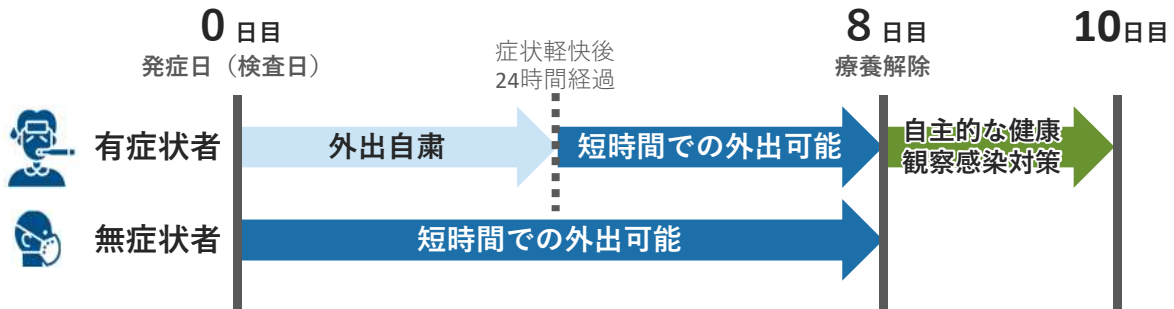 0 日目
発症日（検査日）
症状軽快後
24時間経過
8 日目
療養解除
10日目
有症状者
外出自粛
短時間での外出可能
自主的な健康
観察感染対策
無症状者
短時間での外出可能